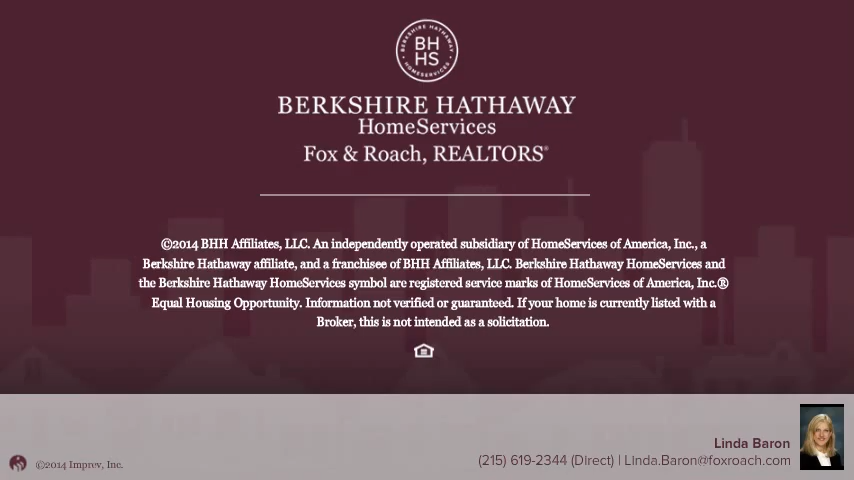 BERKSHIRE HATHAWAY
HOMESERVICES
BH
HS
BERKSHIRE HATHAWAY
HomeServices
Fox & Roach, REALTORS®
©2014 BHH Affiliates, LLC. An independently operated subsidiary of HomeServices of America, Inc., a
Berkshire Hathaway affiliate, and a franchisee of BHH Affiliates, LLC. Berkshire Hathaway HomeServices and
the Berkshire Hathaway HomeServices symbol are registered service marks of HomeServices of America, Inc.®
Equal Housing Opportunity. Information not verified or guaranteed. If your home is currently listed with a
Broker, this is not intended as a solicitation.
Linda Baron
(215) 619-2344 (Direct) | Linda.Baron@foxroach.com
©2014 Imprev, Inc.